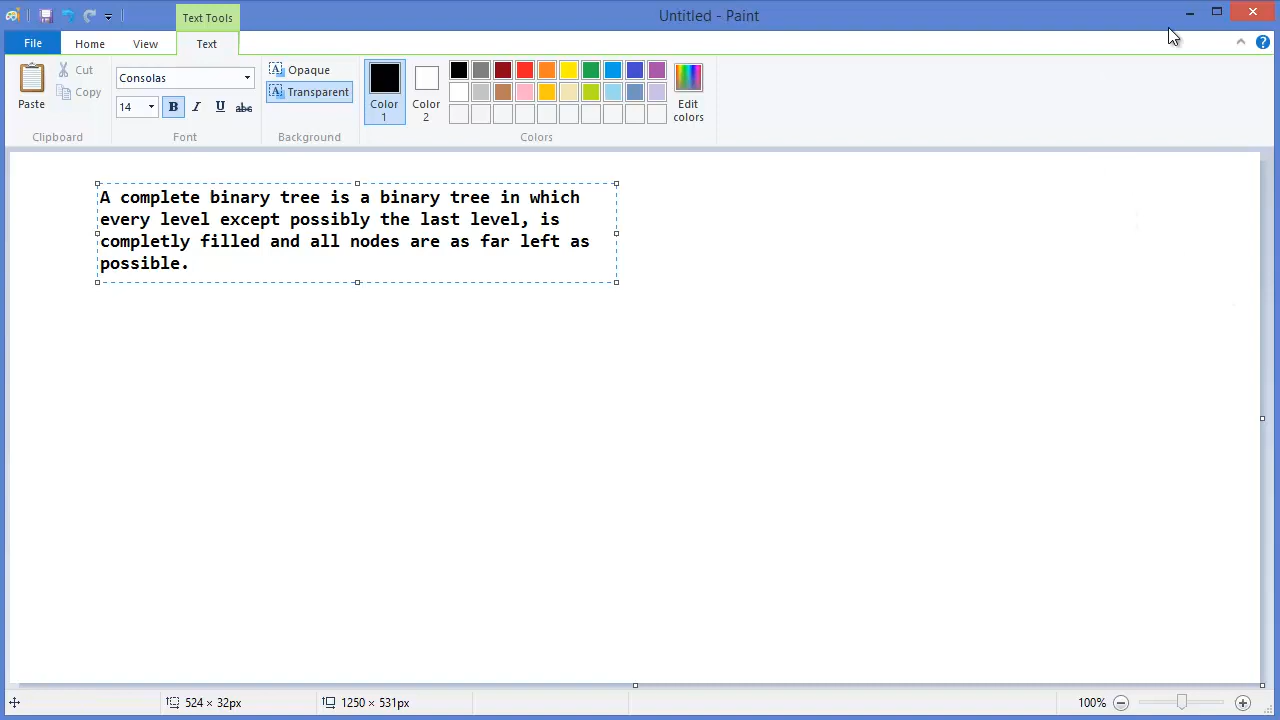 Text Tools
Untitled - Paint
File
Home
View
Text
Paste
Cut
Copy
Clipboard
Consolas
14
B
I
U
abc
Font
Opaque
Transparent
Background
Color
1
Color
2
Edit
colors
Colors
A complete binary tree is a binary tree in which
every level except possibly the last level, is
completly filled and all nodes are as far left as
possible.
524 × 32px
1250 × 531px
100%